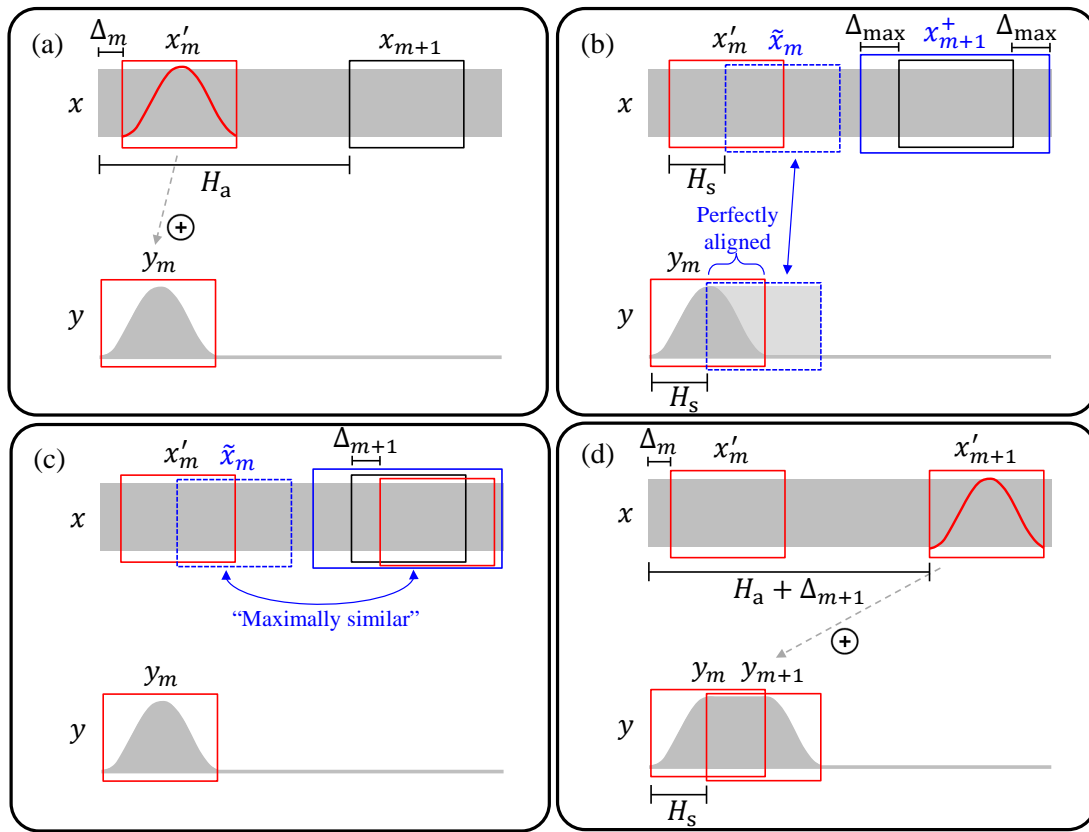 (a)
Δ_m x′_m x_{m+1}
x
H_a
+
y_m
y
(b)
x′_m x̃_m Δ_max x⁺_{m+1} Δ_max
x
H_s
Perfectly
aligned
y_m
y
H_s
(c)
x′_m x̃_m Δ_{m+1}
x
“Maximally similar”
y_m
y
(d)
Δ_m x′_m x′_{m+1}
x
H_a + Δ_{m+1}
+
y_m y_{m+1}
y
H_s